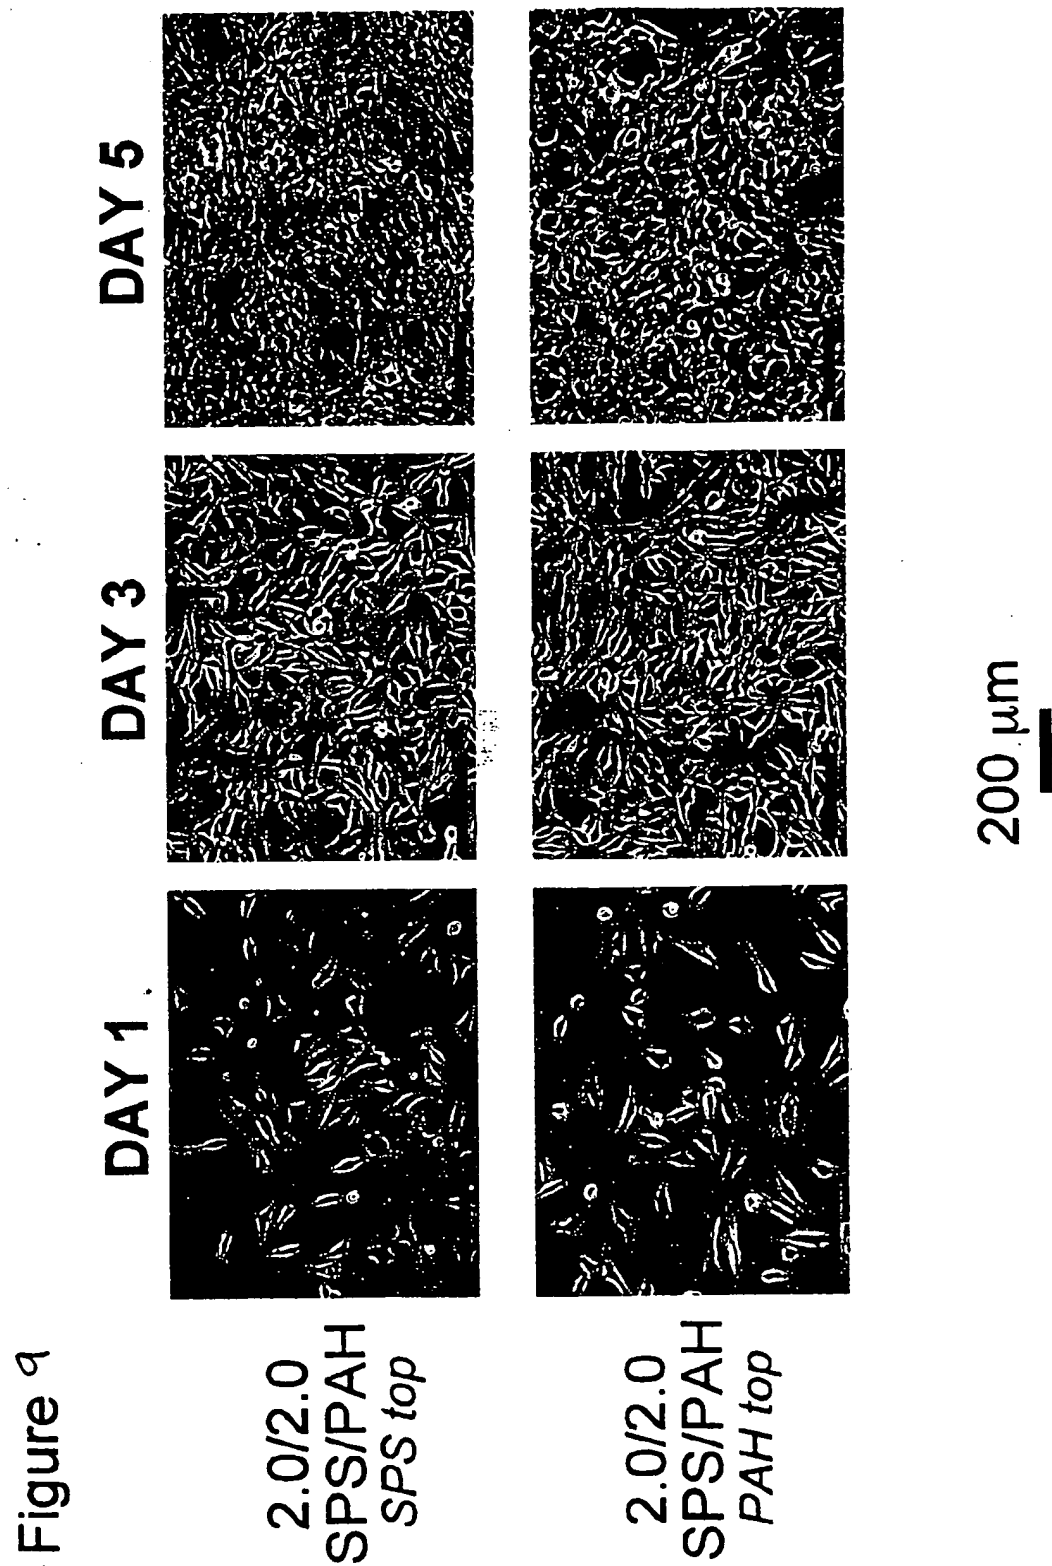 Figure 9
DAY 1
DAY 3
DAY 5
2.0/2.0
SPS/PAH
SPS top
2.0/2.0
SPS/PAH
PAH top
200 µm